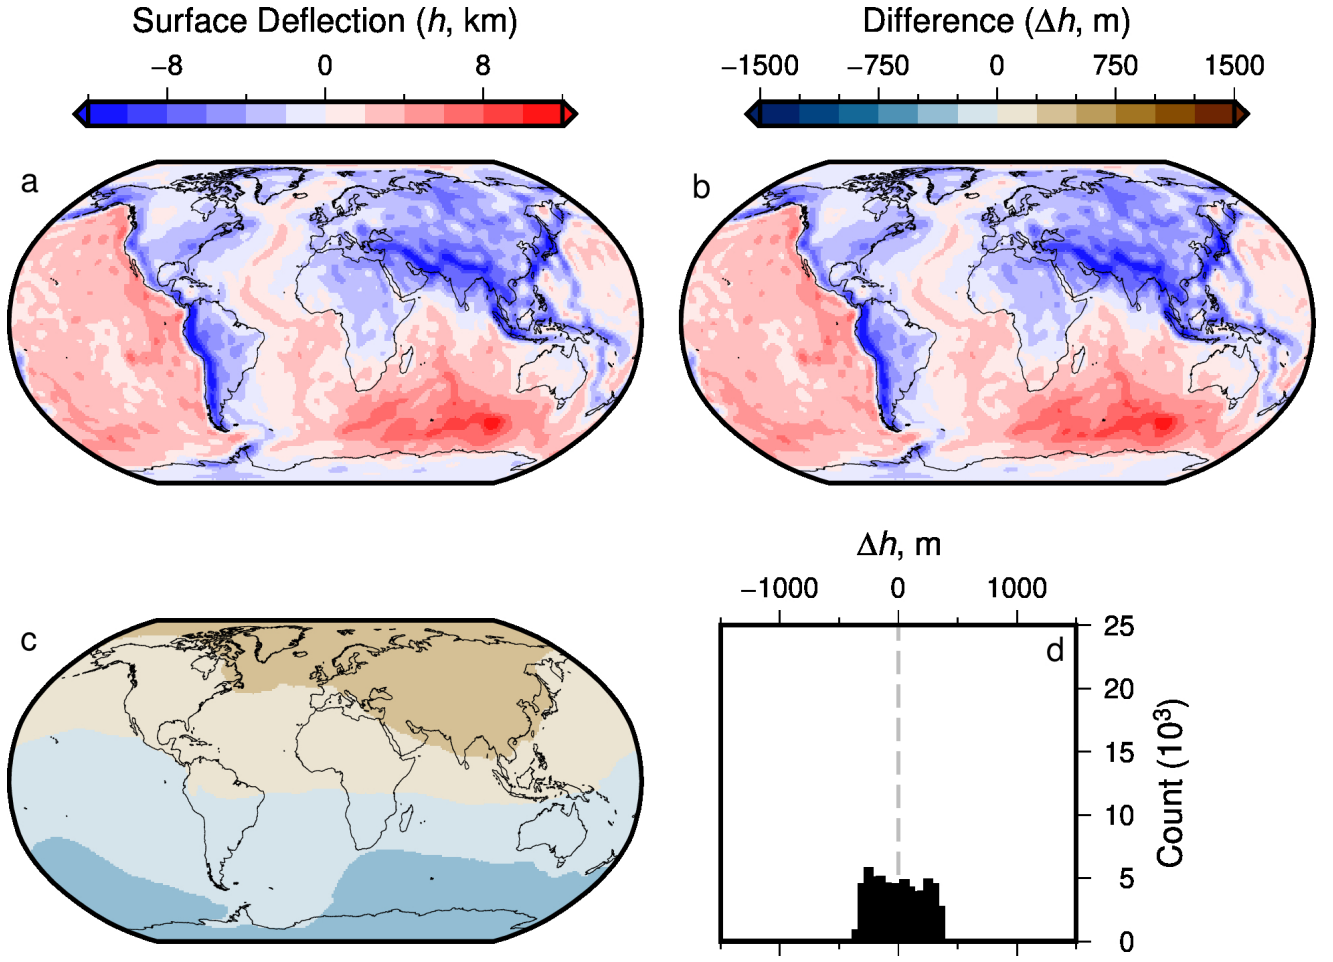 Surface Deflection (h, km)
−8 0 8
Difference (Δh, m)
−1500 −750 0 750 1500
a
b
c
Δh, m
−1000 0 1000
d
25
20
15
10
5
0
Count (10³)